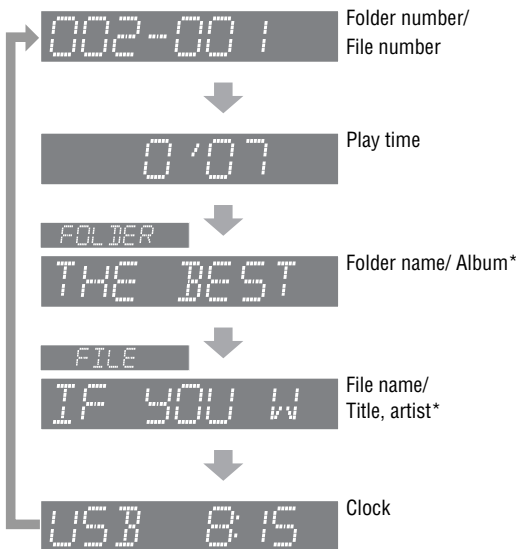 002-001
Folder number/
File number
0'07
Play time
FOLDER
THE BEST
Folder name/ Album*
FILE
IF YOU W
File name/
Title, artist*
USB 8:15
Clock